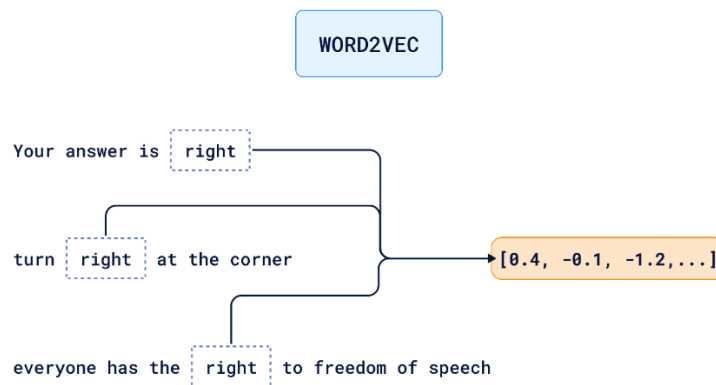 WORD2VEC
Your answer is right
turn right at the corner
[0.4, -0.1, -1.2,...]
everyone has the right to freedom of speech